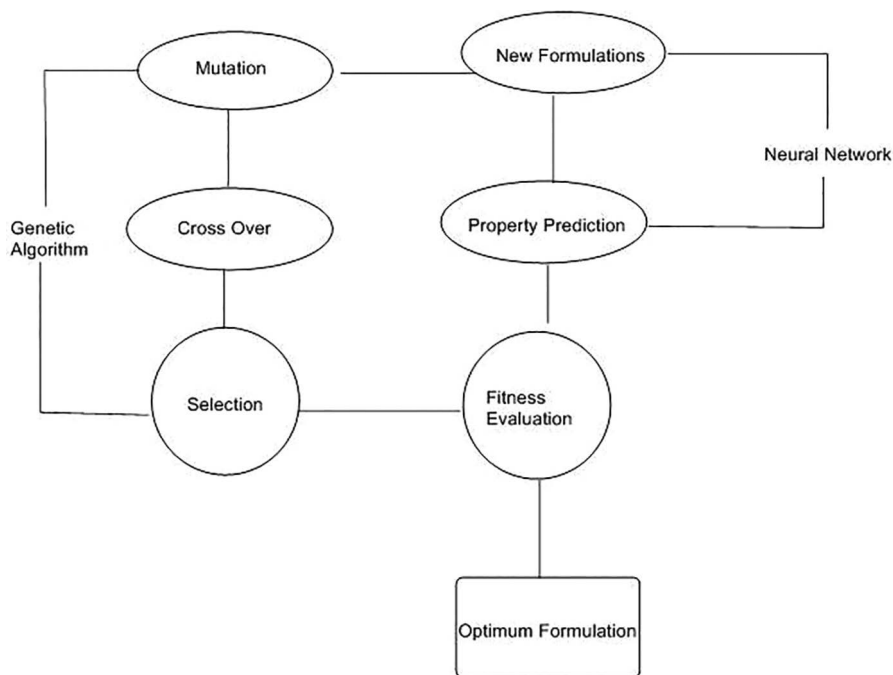 Mutation
New Formulations
Neural Network
Genetic
Algorithm
Cross Over
Property Prediction
Selection
Fitness
Evaluation
Optimum Formulation